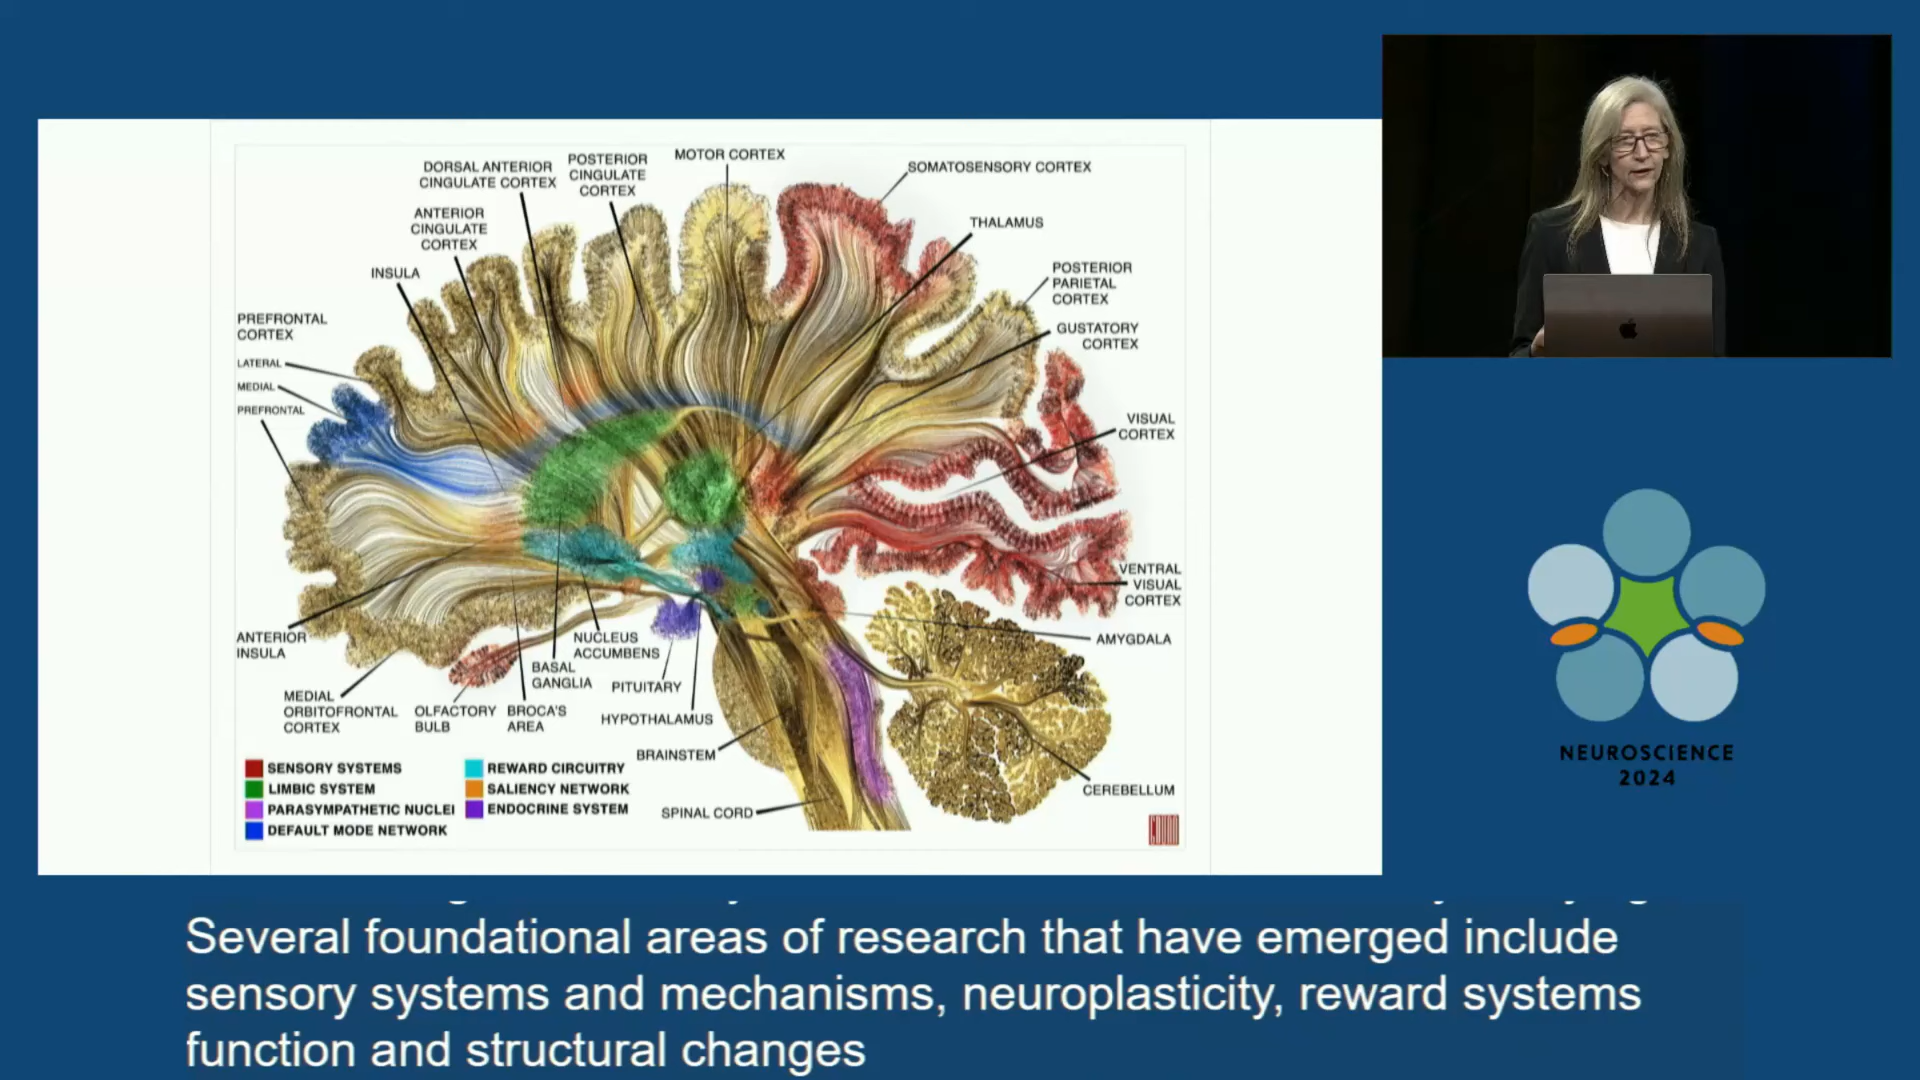 DORSAL ANTERIOR
CINGULATE CORTEX
POSTERIOR
CINGULATE
CORTEX
MOTOR CORTEX
SOMATOSENSORY CORTEX
ANTERIOR
CINGULATE
CORTEX
THALAMUS
INSULA
POSTERIOR
PARIETAL
CORTEX
PREFRONTAL
CORTEX
LATERAL
MEDIAL
PREFRONTAL
GUSTATORY
CORTEX
VISUAL
CORTEX
VENTRAL
VISUAL
CORTEX
ANTERIOR
INSULA
AMYGDALA
NUCLEUS
ACCUMBENS
BASAL
GANGLIA
PITUITARY
MEDIAL
ORBITOFRONTAL
CORTEX
OLFACTORY
BULB
BROCA'S
AREA
HYPOTHALAMUS
BRAINSTEM
CEREBELLUM
SPINAL CORD
SENSORY SYSTEMS
LIMBIC SYSTEM
PARASYMPATHETIC NUCLEI
DEFAULT MODE NETWORK
REWARD CIRCUITRY
SALIENCY NETWORK
ENDOCRINE SYSTEM
NEUROSCIENCE
2024
Several foundational areas of research that have emerged include
sensory systems and mechanisms, neuroplasticity, reward systems
function and structural changes